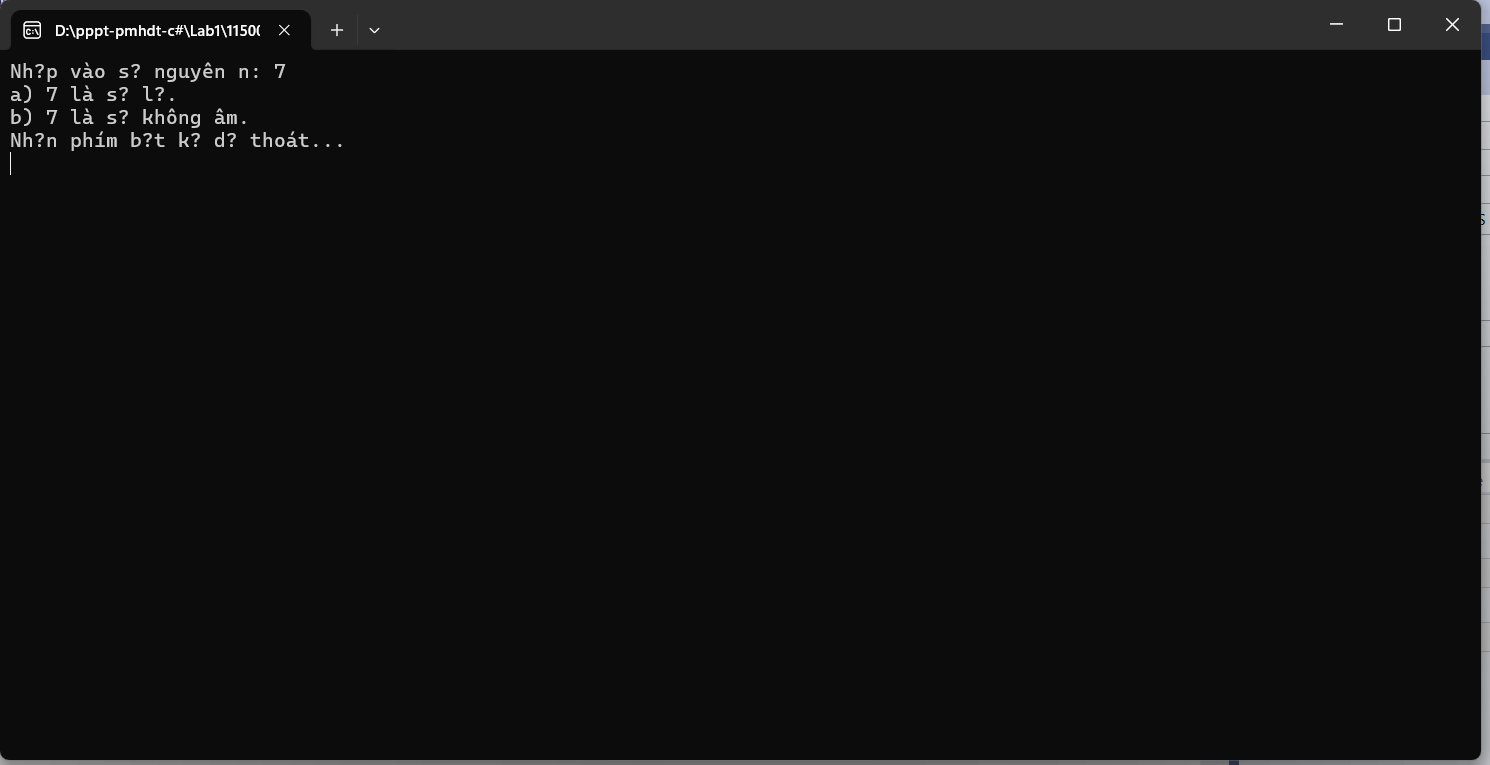 D:\pppt-pmhdt-c#\Lab1\1150
Nh?p vào s? nguyên n: 7
a) 7 là s? l?.
b) 7 là s? không âm.
Nh?n phím b?t k? d? thoát...